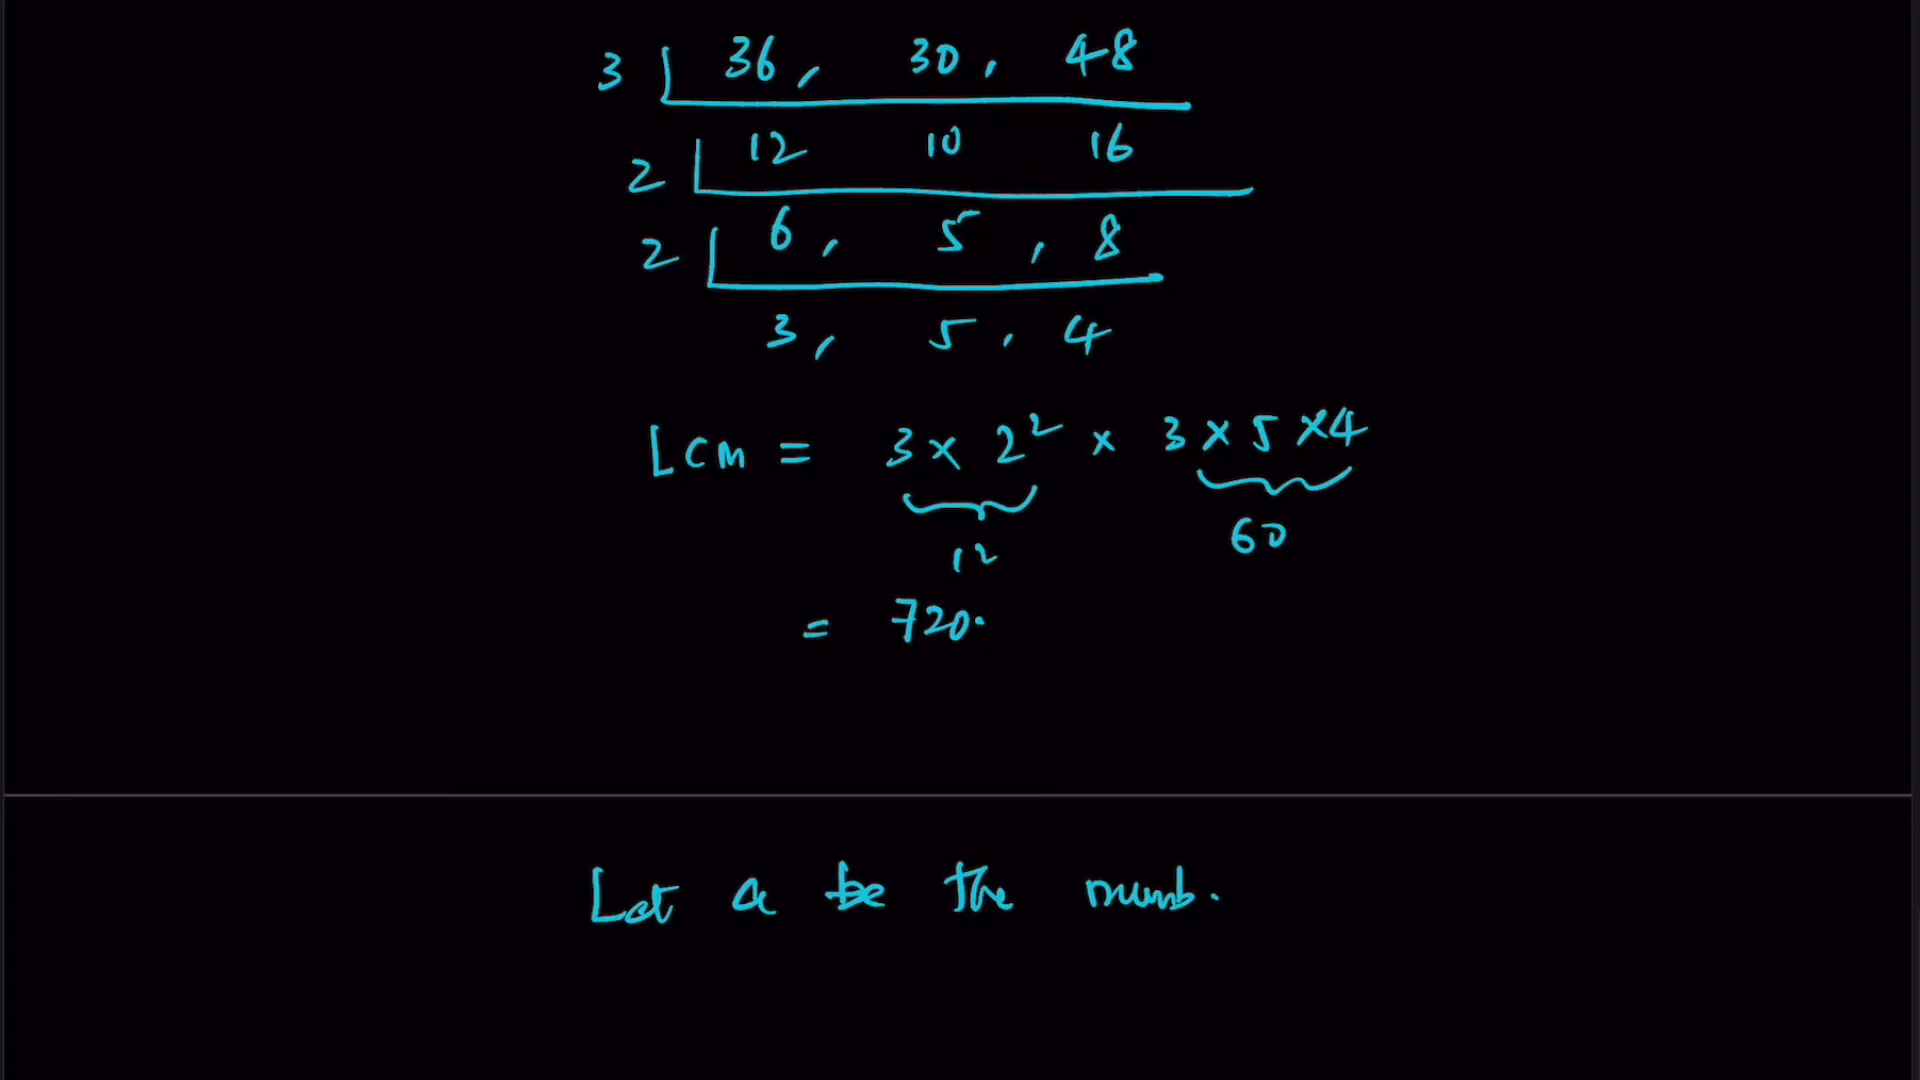 3 | 36, 30, 48
2 | 12 10 16
2 | 6, 5, 8
3, 5, 4
LCM = 3 × 2² × 3 × 5 × 4
12 60
= 720.
Let a be the numb.